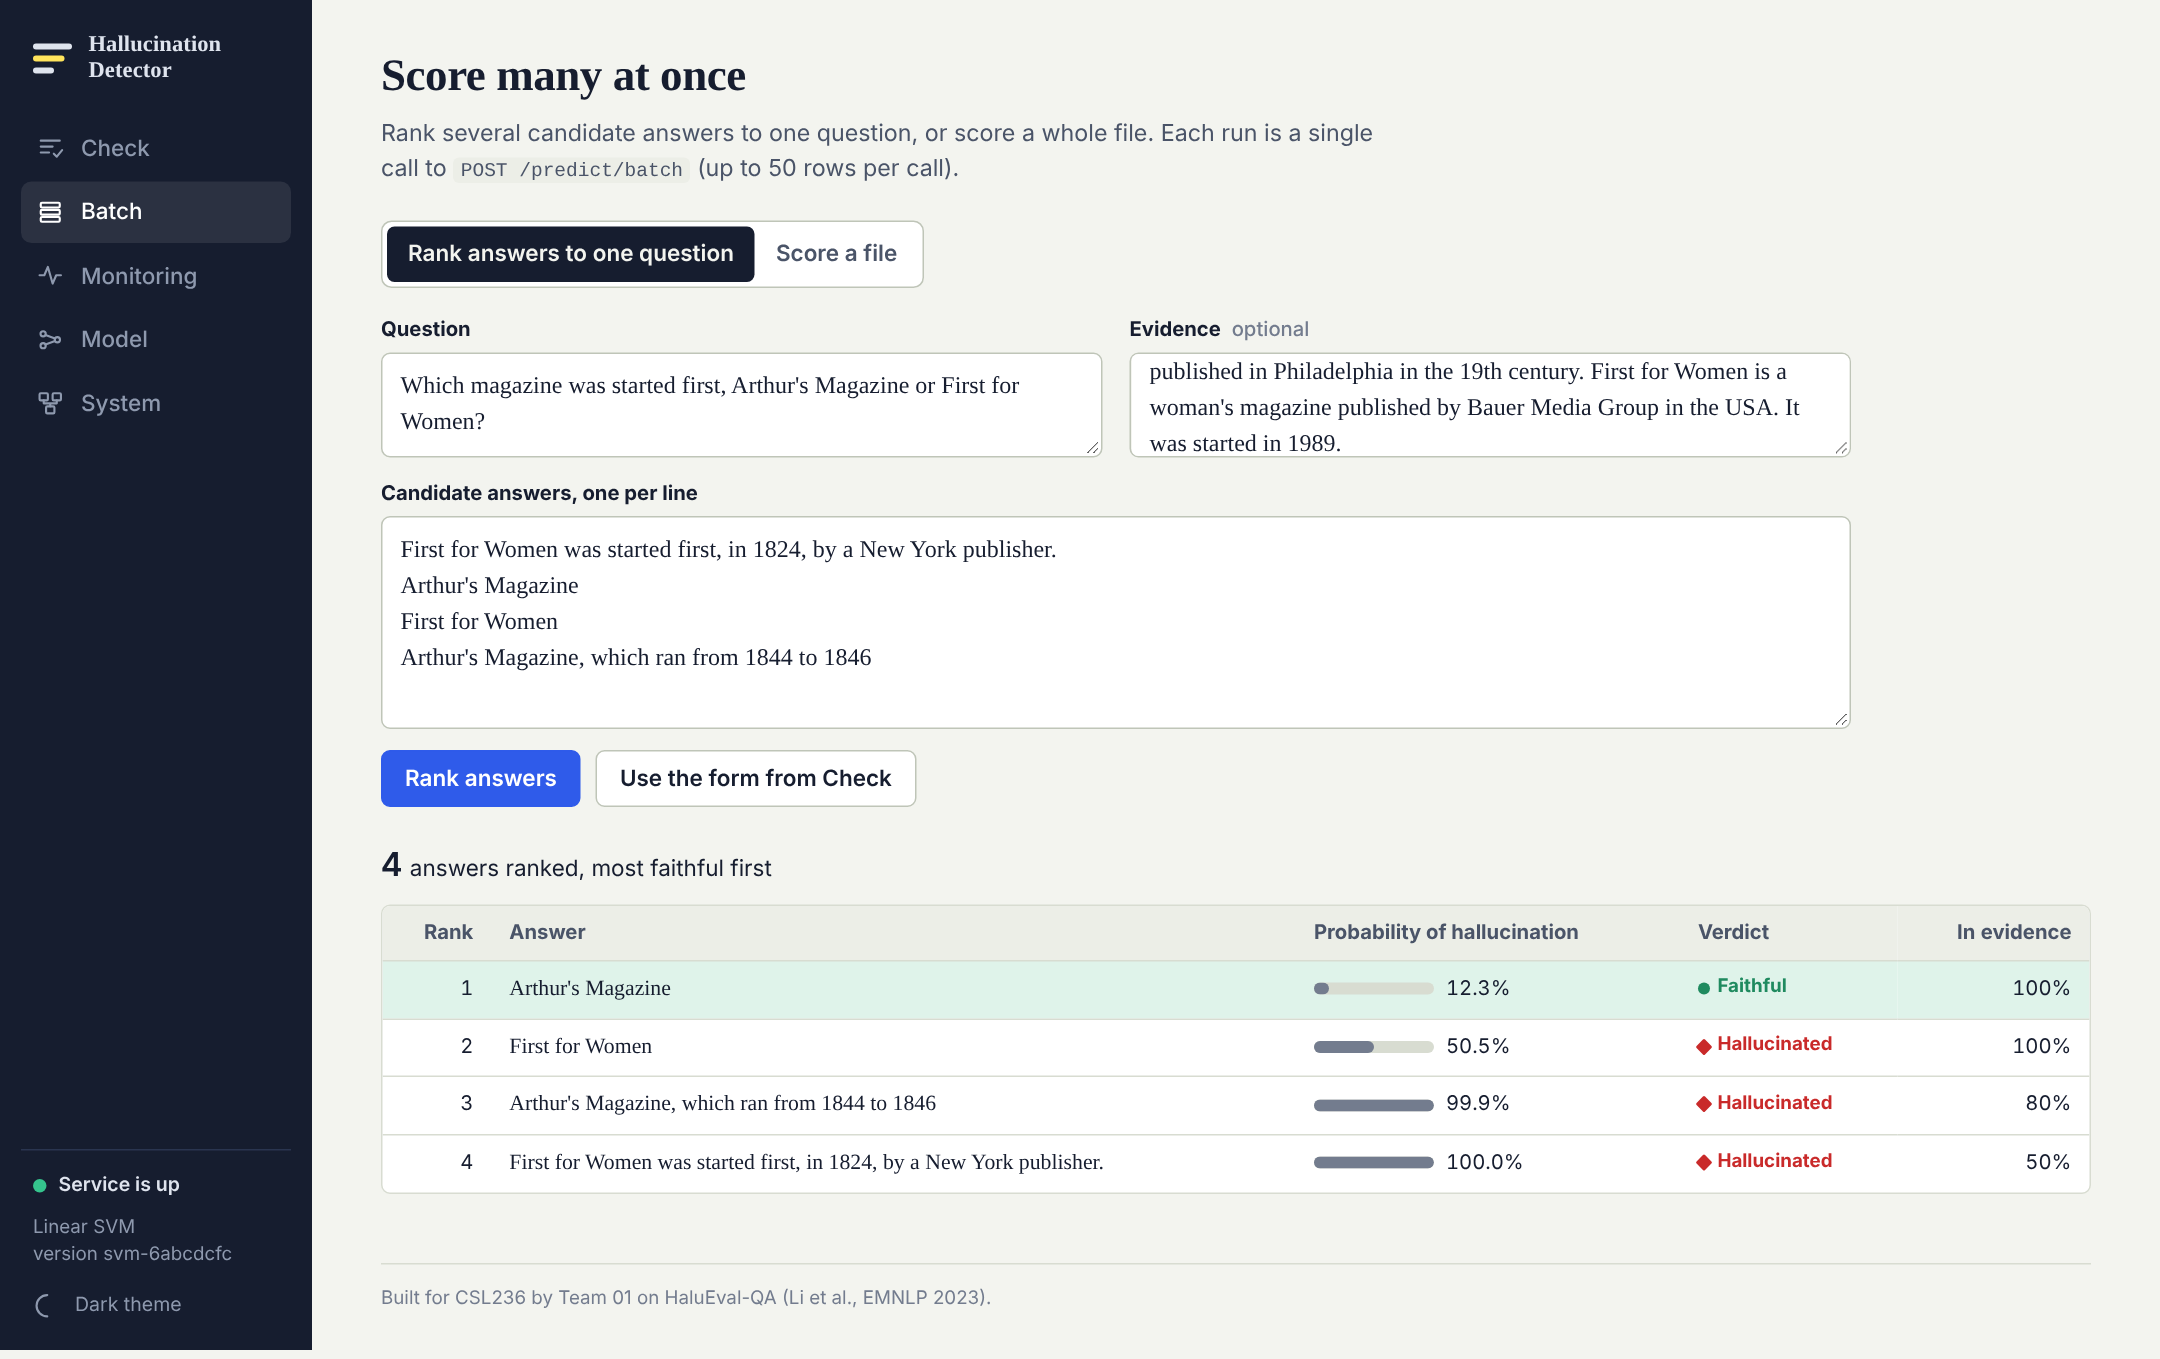 Hallucination
Detector
Check
Batch
Monitoring
Model
System
Service is up
Linear SVM
version svm-6abcdcfc
Dark theme
Score many at once
Rank several candidate answers to one question, or score a whole file. Each run is a single
call to POST /predict/batch (up to 50 rows per call).
Rank answers to one question Score a file
Question
Which magazine was started first, Arthur's Magazine or First for
Women?
Evidence optional
published in Philadelphia in the 19th century. First for Women is a
woman's magazine published by Bauer Media Group in the USA. It
was started in 1989.
Candidate answers, one per line
First for Women was started first, in 1824, by a New York publisher.
Arthur's Magazine
First for Women
Arthur's Magazine, which ran from 1844 to 1846
Rank answers Use the form from Check
4 answers ranked, most faithful first
Rank Answer Probability of hallucination Verdict In evidence
1 Arthur's Magazine 12.3% Faithful 100%
2 First for Women 50.5% Hallucinated 100%
3 Arthur's Magazine, which ran from 1844 to 1846 99.9% Hallucinated 80%
4 First for Women was started first, in 1824, by a New York publisher. 100.0% Hallucinated 50%
Built for CSL236 by Team 01 on HaluEval-QA (Li et al., EMNLP 2023).